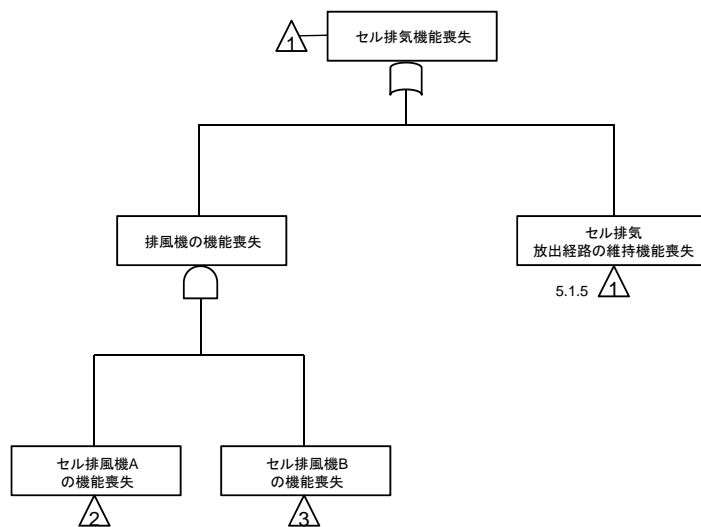 1
セル排気機能喪失
排風機の機能喪失
セル排気
放出経路の維持機能喪失
5.1.5
1
セル排風機A
の機能喪失
セル排風機B
の機能喪失
2
3